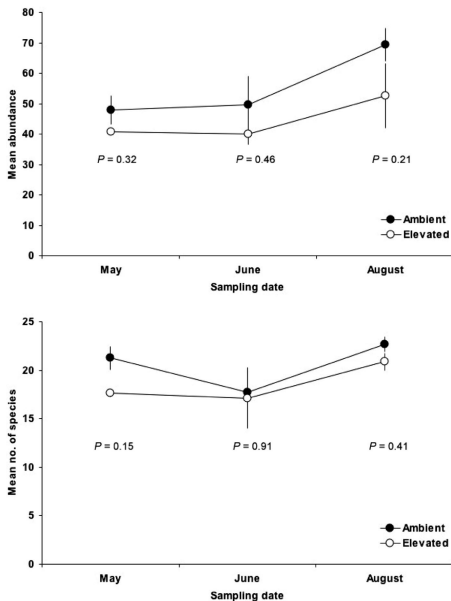 80
70
60
50
40
30
20
10
0
Mean abundance
P = 0.32 P = 0.46 P = 0.21
Ambient
Elevated
May June August
Sampling date
25
20
15
10
5
0
Mean no. of species
P = 0.15 P = 0.91 P = 0.41
Ambient
Elevated
May June August
Sampling date